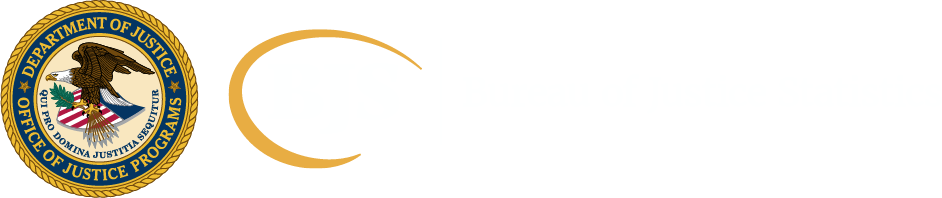 DEPARTMENT OF JUSTICE
QUI PRO DOMINA JUSTITIA SEQUITUR
OFFICE OF JUSTICE PROGRAMS